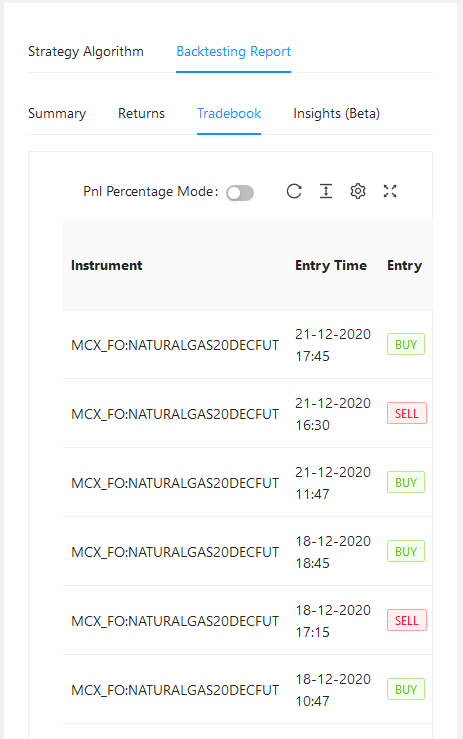 Strategy Algorithm Backtesting Report
Summary Returns Tradebook Insights (Beta)
Pnl Percentage Mode:
Instrument Entry Time Entry
MCX_FO:NATURALGAS20DECFUT 21-12-2020 17:45 BUY
MCX_FO:NATURALGAS20DECFUT 21-12-2020 16:30 SELL
MCX_FO:NATURALGAS20DECFUT 21-12-2020 11:47 BUY
MCX_FO:NATURALGAS20DECFUT 18-12-2020 18:45 BUY
MCX_FO:NATURALGAS20DECFUT 18-12-2020 17:15 SELL
MCX_FO:NATURALGAS20DECFUT 18-12-2020 10:47 BUY